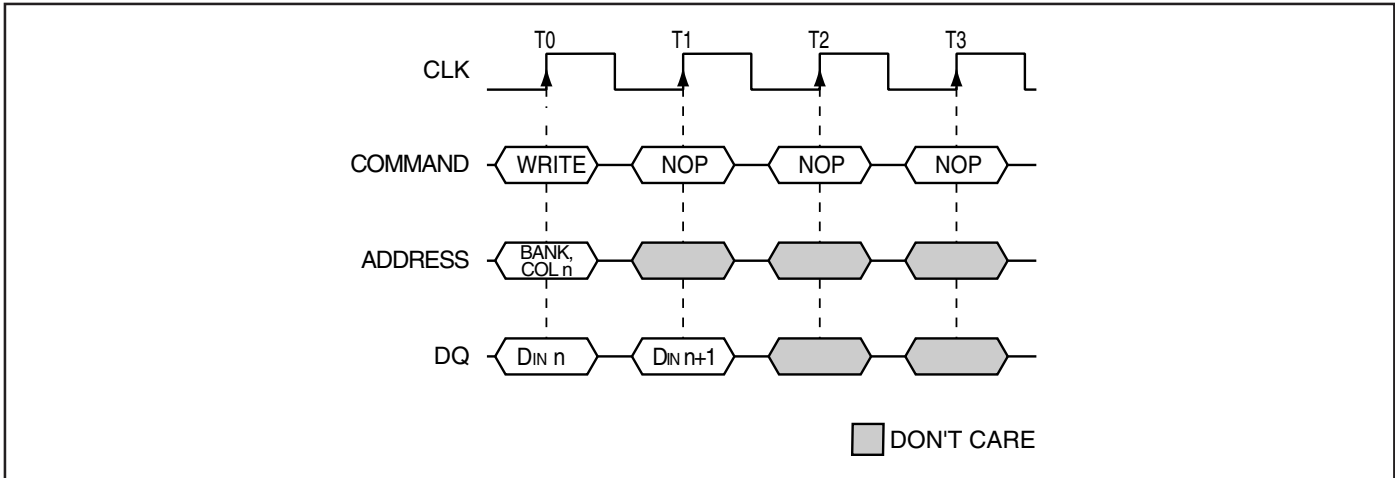 T0 T1 T2 T3
CLK
COMMAND WRITE NOP NOP NOP
ADDRESS BANK,
COL n
DQ DIN n DIN n+1
DON'T CARE